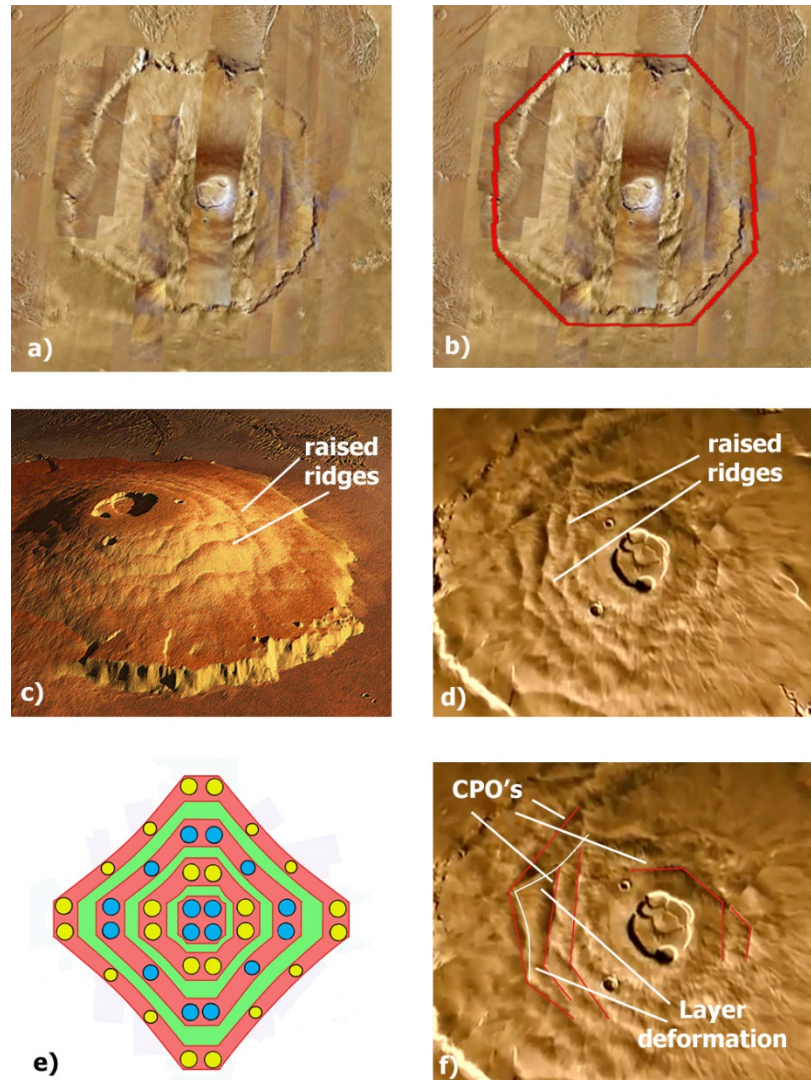 a)
b)
raised
ridges
c)
raised
ridges
d)
e)
CPO's
Layer
deformation
f)